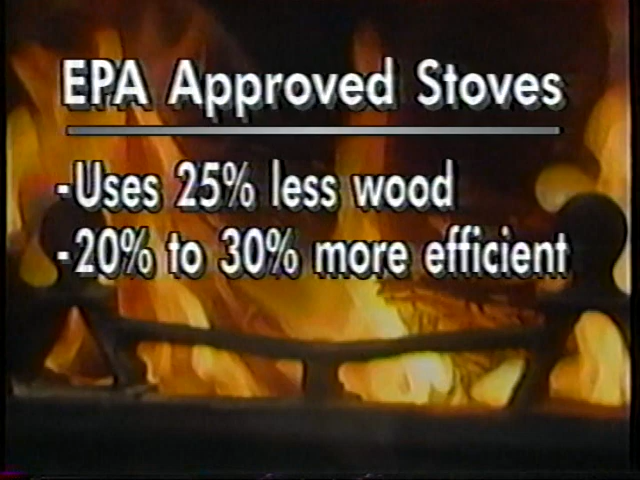 EPA Approved Stoves
-Uses 25% less wood
-20% to 30% more efficient